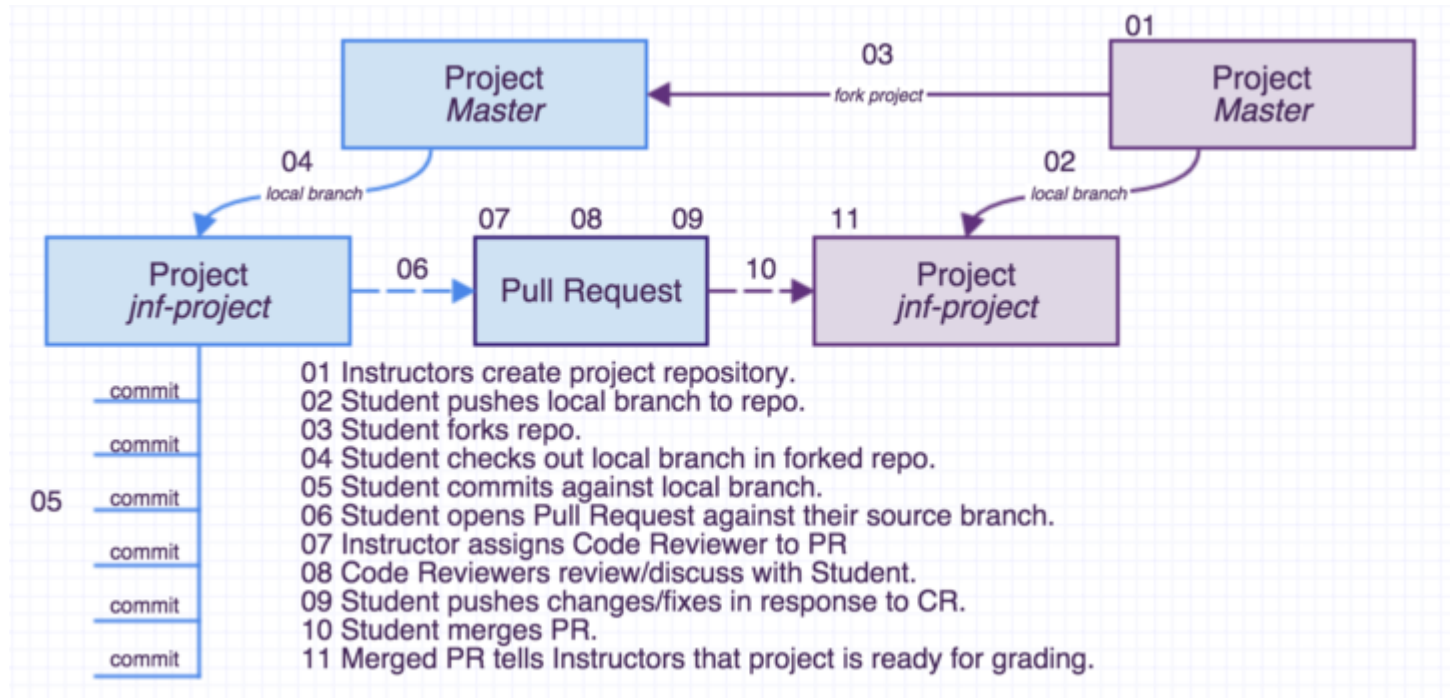 01
03
Project
Master
fork project
Project
Master
04
local branch
02
local branch
07 08 09
11
Project
jnf-project
06
Pull Request
10
Project
jnf-project
01 Instructors create project repository.
02 Student pushes local branch to repo.
03 Student forks repo.
04 Student checks out local branch in forked repo.
05 Student commits against local branch.
06 Student opens Pull Request against their source branch.
07 Instructor assigns Code Reviewer to PR
08 Code Reviewers review/discuss with Student.
09 Student pushes changes/fixes in response to CR.
10 Student merges PR.
11 Merged PR tells Instructors that project is ready for grading.
commit
commit
05
commit
commit
commit
commit